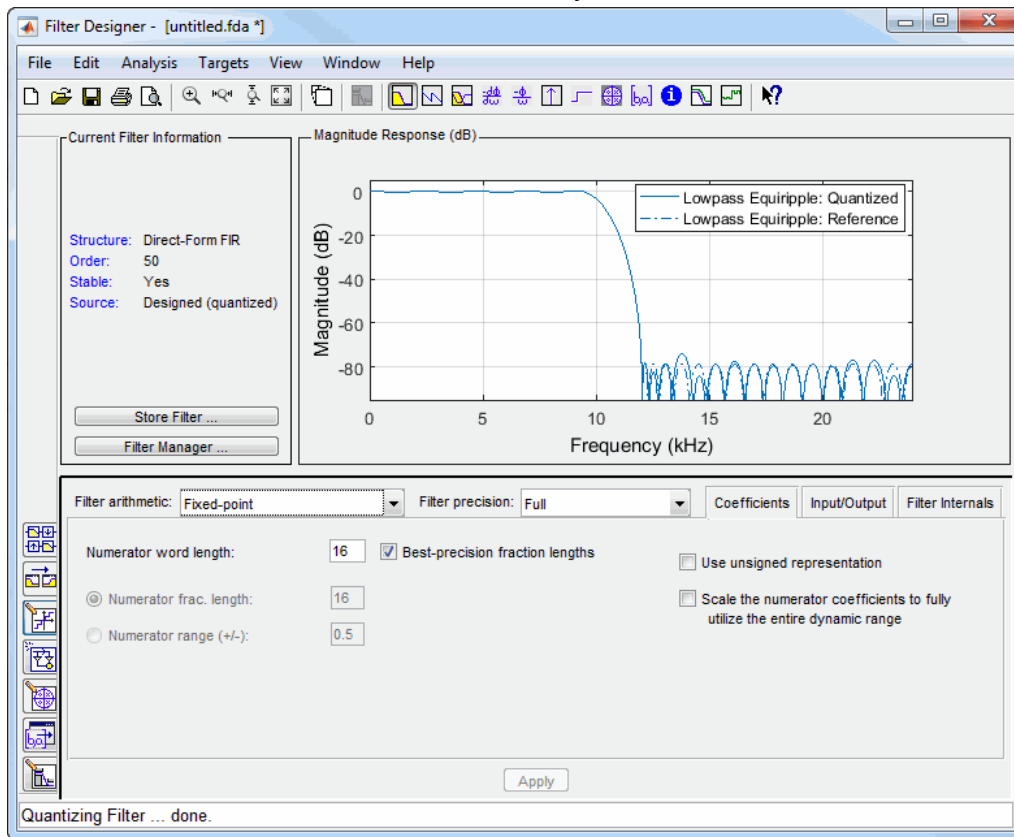 Filter Designer - [untitled.fda *]
File Edit Analysis Targets View Window Help
Current Filter Information
Structure: Direct-Form FIR
Order: 50
Stable: Yes
Source: Designed (quantized)
Store Filter ...
Filter Manager ...
Magnitude Response (dB)
Magnitude (dB)
0
-20
-40
-60
-80
Lowpass Equiripple: Quantized
Lowpass Equiripple: Reference
0 5 10 15 20
Frequency (kHz)
Filter arithmetic: Fixed-point Filter precision: Full Coefficients Input/Output Filter Internals
Numerator word length: 16 Best-precision fraction lengths
Numerator frac. length: 16
Numerator range (+/-): 0.5
Use unsigned representation
Scale the numerator coefficients to fully
utilize the entire dynamic range
Apply
Quantizing Filter ... done.